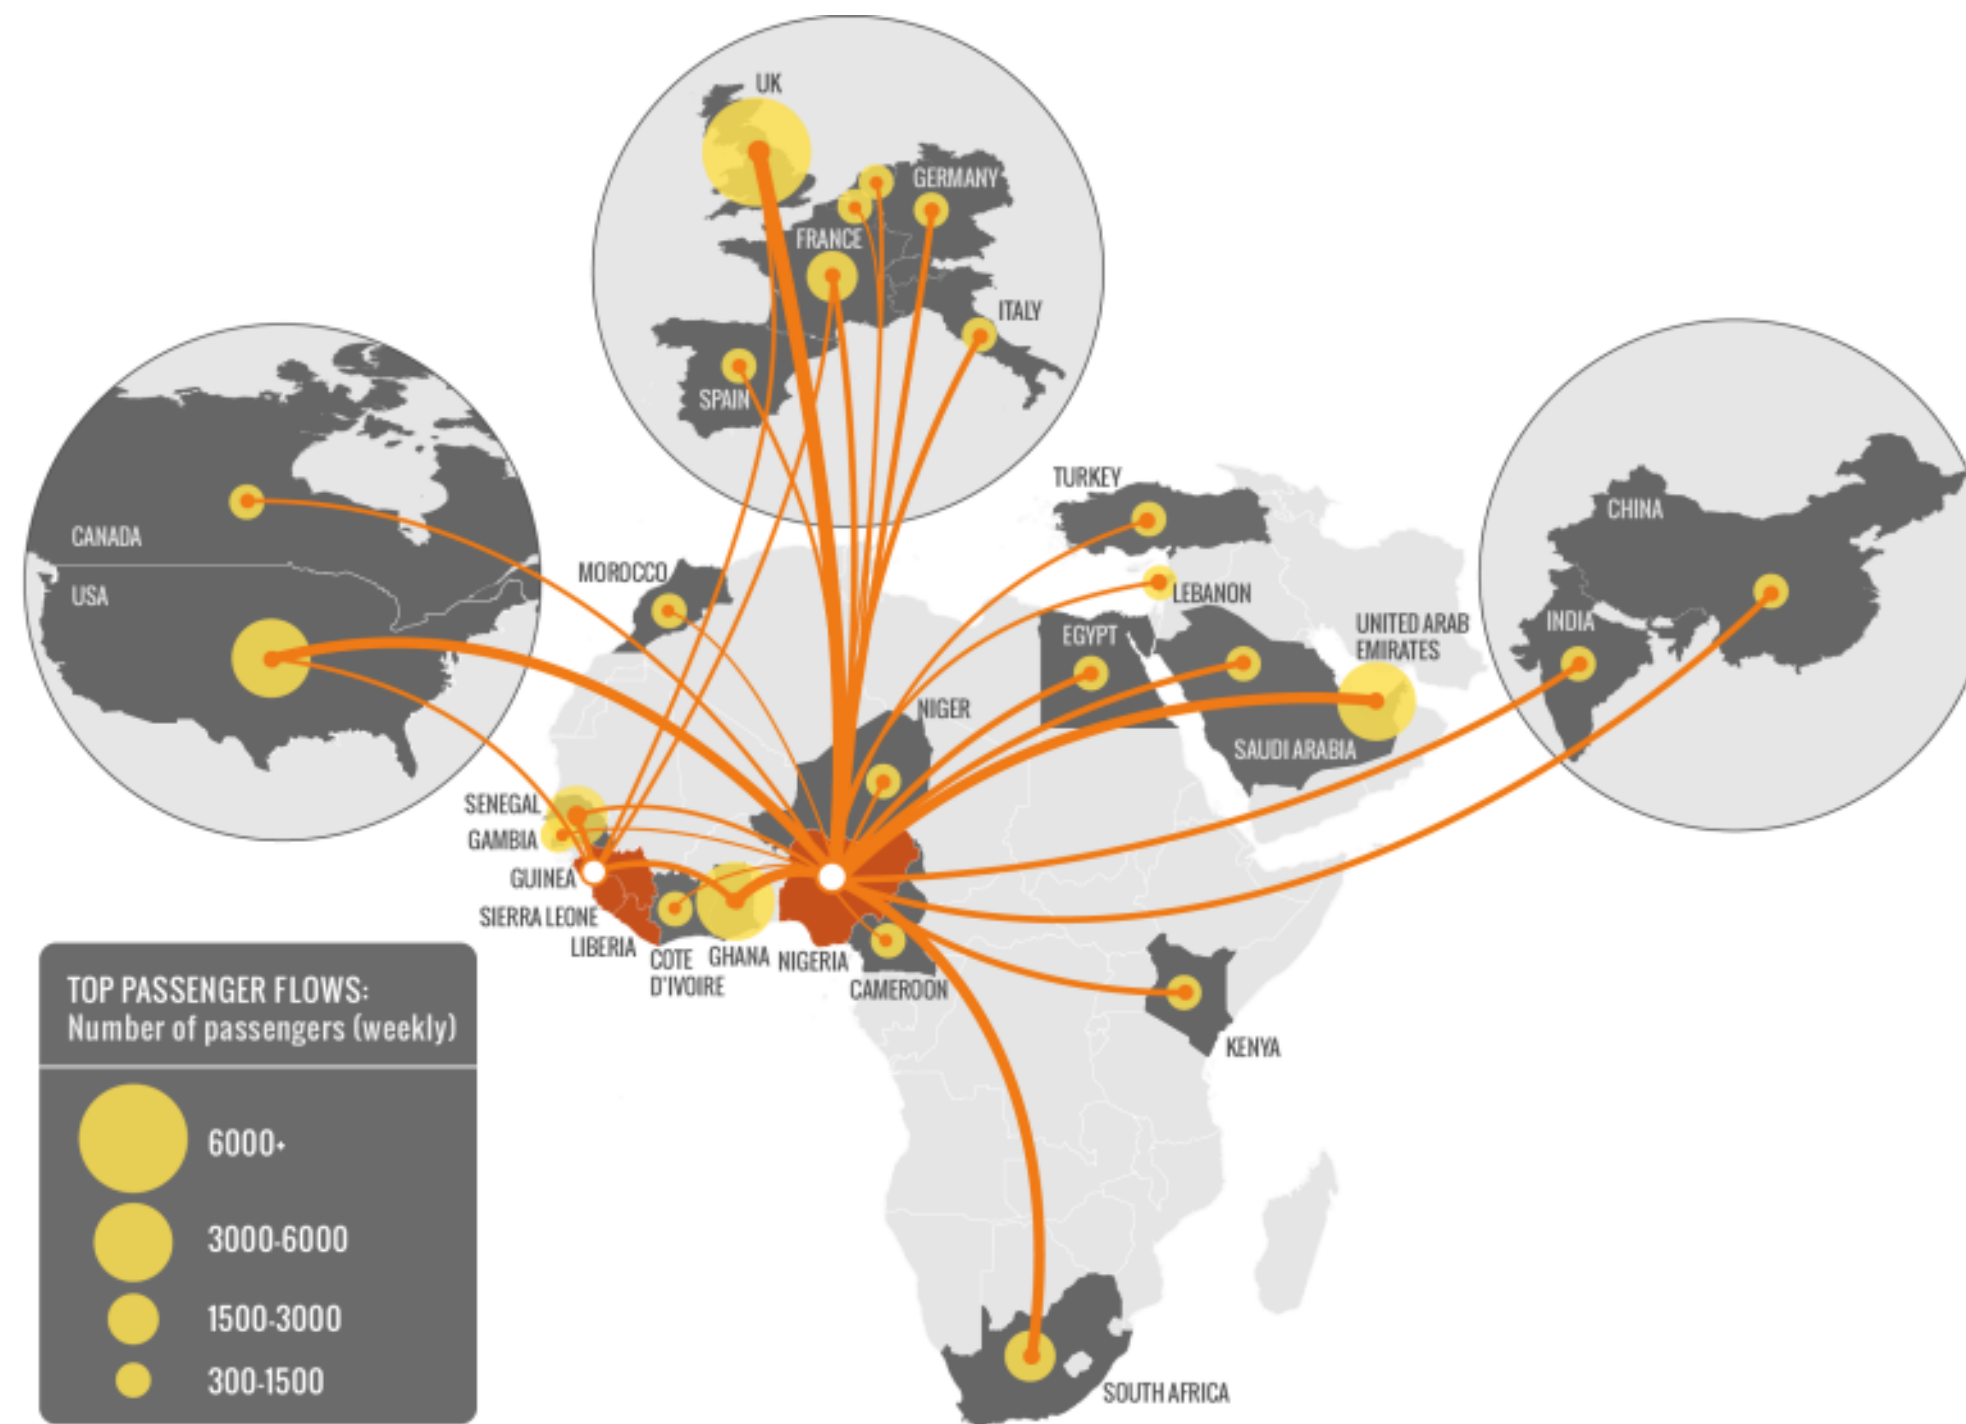 UK
GERMANY
FRANCE
ITALY
SPAIN
CANADA
USA
TURKEY
CHINA
MOROCCO
LEBANON
EGYPT
UNITED ARAB
EMIRATES
INDIA
NIGER
SAUDI ARABIA
SENEGAL
GAMBIA
GUINEA
SIERRA LEONE
LIBERIA
COTE
D'IVOIRE
GHANA
NIGERIA
CAMEROON
KENYA
SOUTH AFRICA
TOP PASSENGER FLOWS:
Number of passengers (weekly)
6000+
3000-6000
1500-3000
300-1500